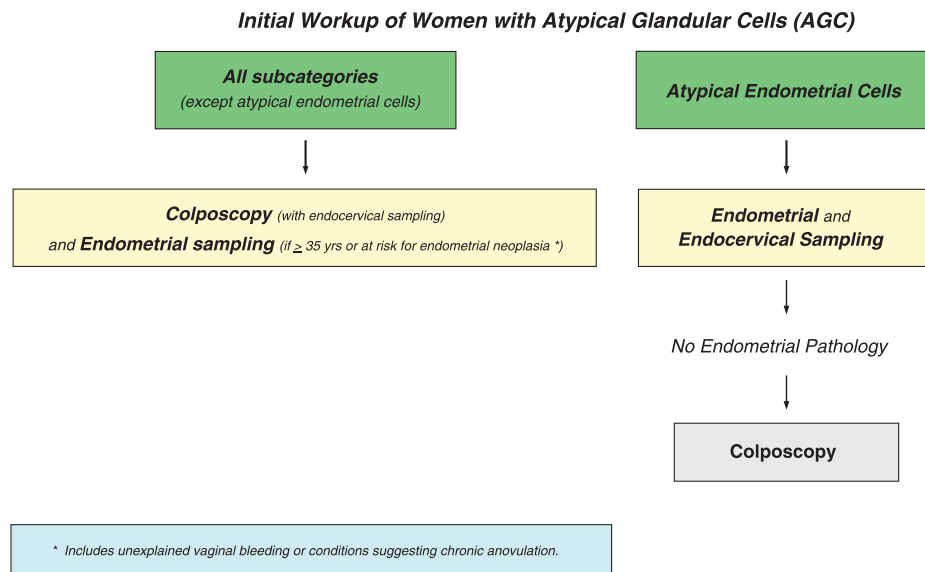 Initial Workup of Women with Atypical Glandular Cells (AGC)
All subcategories
(except atypical endometrial cells)
Colposcopy (with endocervical sampling)
and Endometrial sampling (if ≥ 35 yrs or at risk for endometrial neoplasia *)
Atypical Endometrial Cells
Endometrial and
Endocervical Sampling
No Endometrial Pathology
Colposcopy
* Includes unexplained vaginal bleeding or conditions suggesting chronic anovulation.